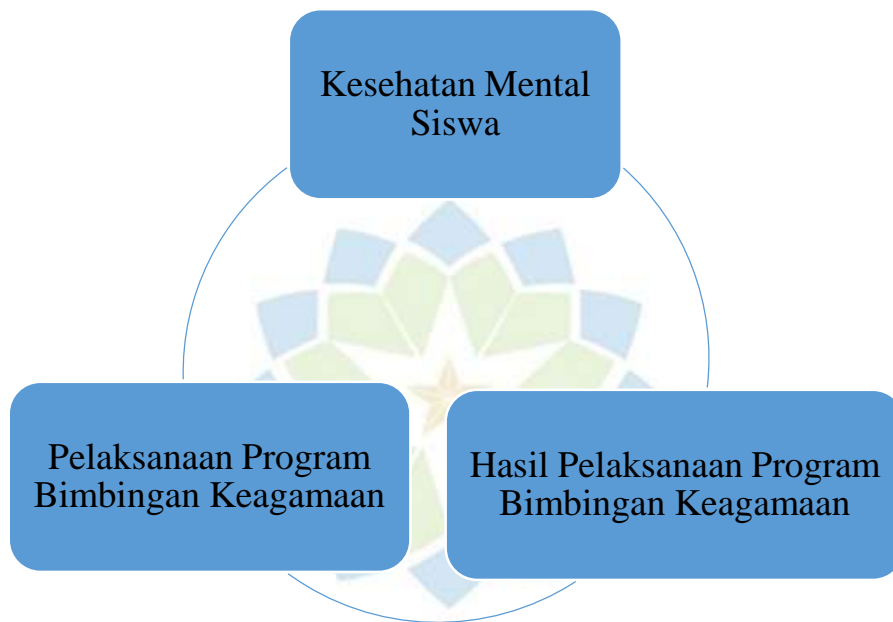 Kesehatan Mental
Siswa
Pelaksanaan Program
Bimbingan Keagamaan
Hasil Pelaksanaan Program
Bimbingan Keagamaan